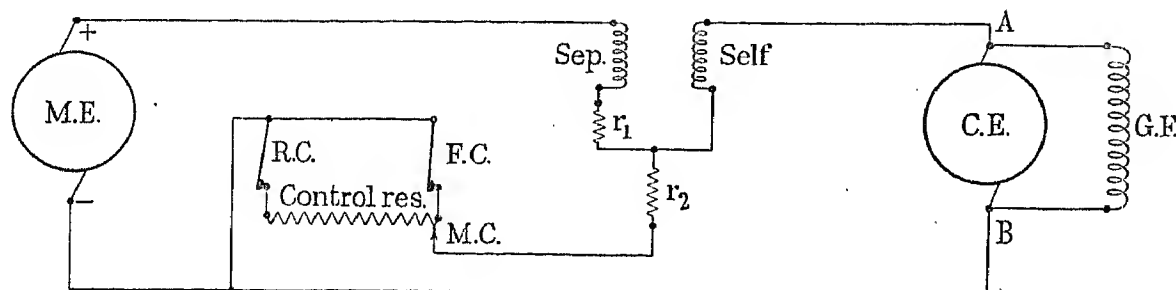 +
A
Sep.
Self
M.E.
r1
C.E.
G.F.
R.C.
F.C.
Control res.
r2
−
M.C.
B